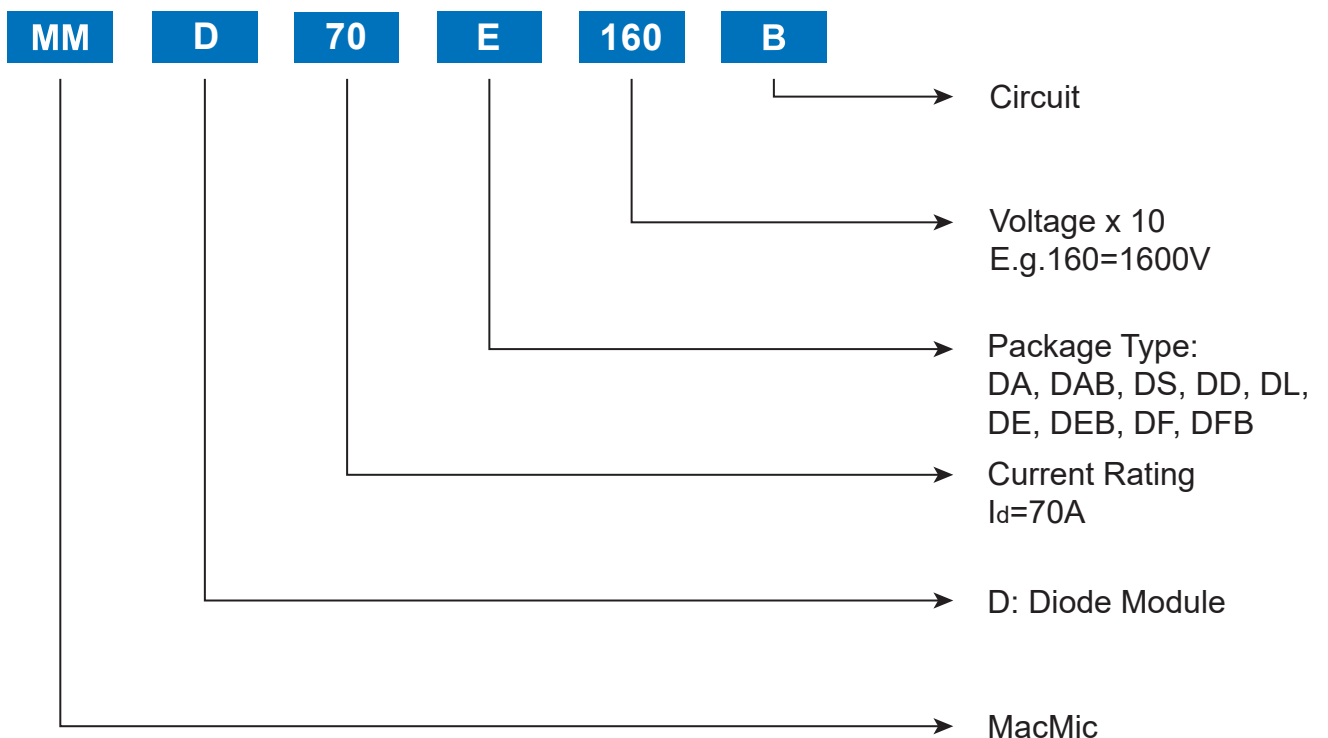 MM D 70 E 160 B
Circuit
Voltage x 10
E.g.160=1600V
Package Type:
DA, DAB, DS, DD, DL,
DE, DEB, DF, DFB
Current Rating
Id=70A
D: Diode Module
MacMic